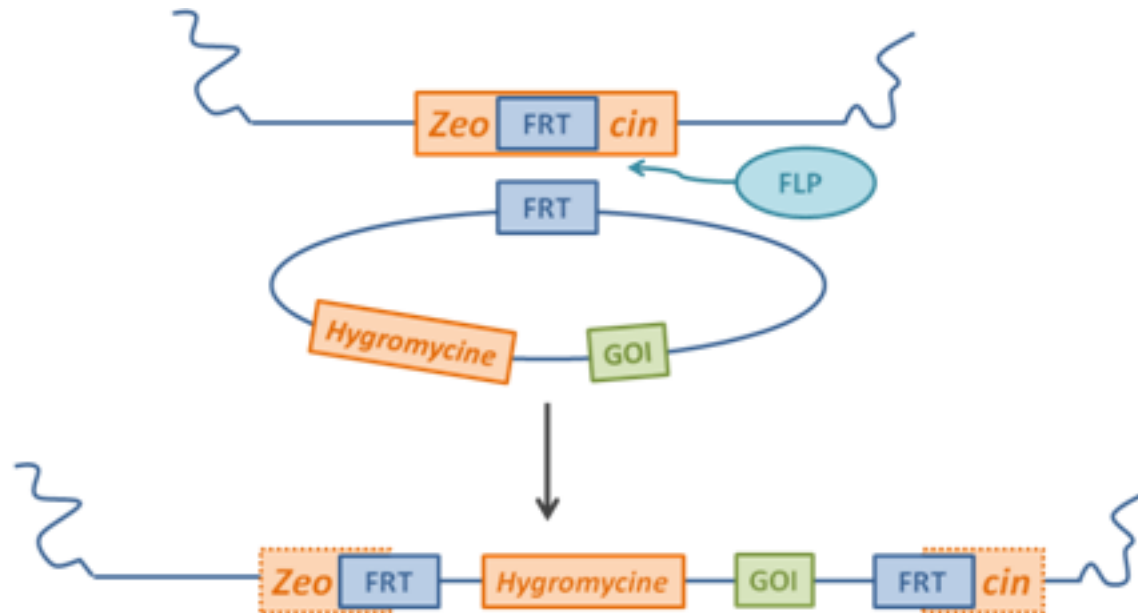 Zeo FRT cin
FLP
FRT
Hygromycine
GOI
Zeo FRT Hygromycine GOI FRT cin